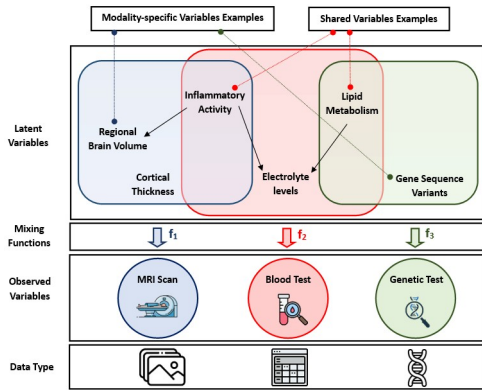 Modality-specific Variables Examples
Shared Variables Examples
Latent
Variables
Inflammatory
Activity
Lipid
Metabolism
Regional
Brain Volume
Cortical
Thickness
Electrolyte
levels
Gene Sequence
Variants
Mixing
Functions
f1
f2
f3
Observed
Variables
MRI Scan
Blood Test
Genetic Test
Data Type